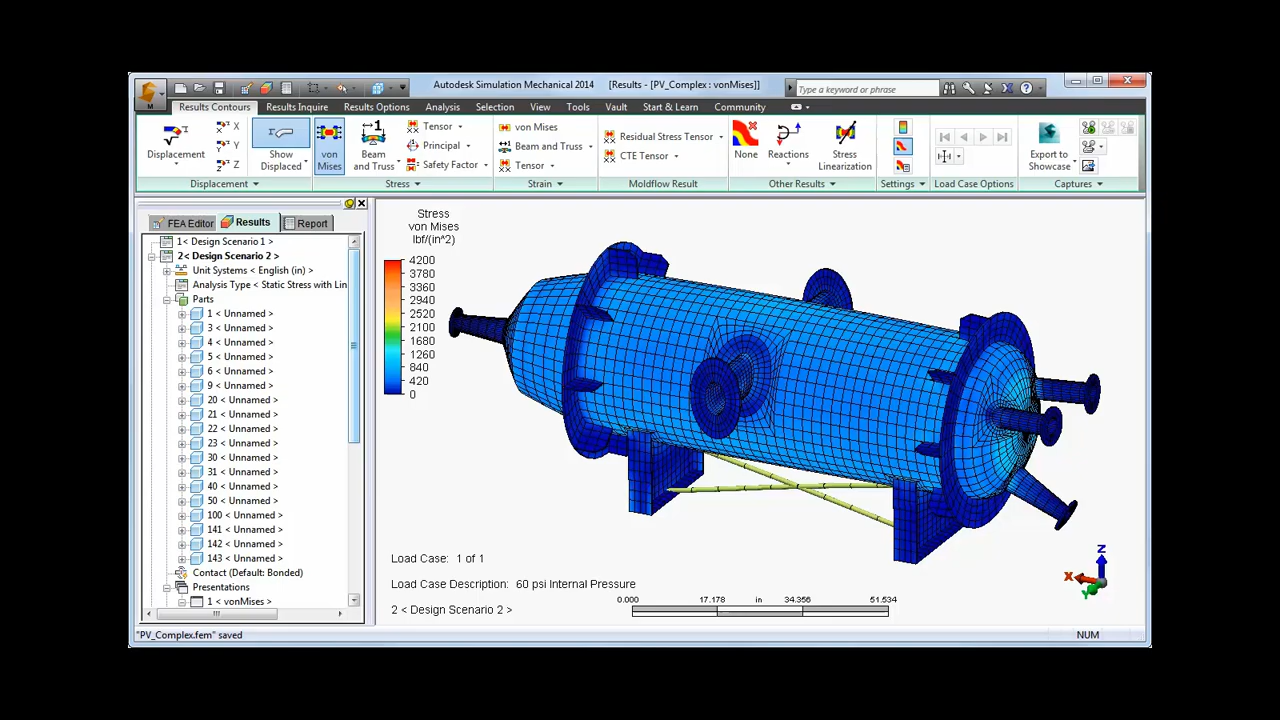 Autodesk Simulation Mechanical 2014 [Results - [PV_Complex : vonMises]]
Type a keyword or phrase
M
Results Contours Results Inquire Results Options Analysis Selection View Tools Vault Start & Learn Community
Displacement
X
Y
Z
Show Displaced
von Mises
Beam and Truss
Tensor
Principal
Safety Factor
von Mises
Beam and Truss
Tensor
Residual Stress Tensor
CTE Tensor
None
Reactions
Stress Linearization
Export to Showcase
Displacement Stress Strain Moldflow Result Other Results Settings Load Case Options Captures
FEA Editor Results Report
1< Design Scenario 1 >
2< Design Scenario 2 >
Unit Systems < English (in) >
Analysis Type < Static Stress with Lin
Parts
1 < Unnamed >
3 < Unnamed >
4 < Unnamed >
5 < Unnamed >
6 < Unnamed >
9 < Unnamed >
20 < Unnamed >
21 < Unnamed >
22 < Unnamed >
23 < Unnamed >
30 < Unnamed >
31 < Unnamed >
40 < Unnamed >
50 < Unnamed >
100 < Unnamed >
141 < Unnamed >
142 < Unnamed >
143 < Unnamed >
Contact (Default: Bonded)
Presentations
1 < vonMises >
Stress
von Mises
lbf/(in^2)
4200
3780
3360
2940
2520
2100
1680
1260
840
420
0
Load Case: 1 of 1
Load Case Description: 60 psi Internal Pressure
2 < Design Scenario 2 >
0.000 17.178 in 34.356 51.534
Z
X
Y
"PV_Complex.fem" saved
NUM